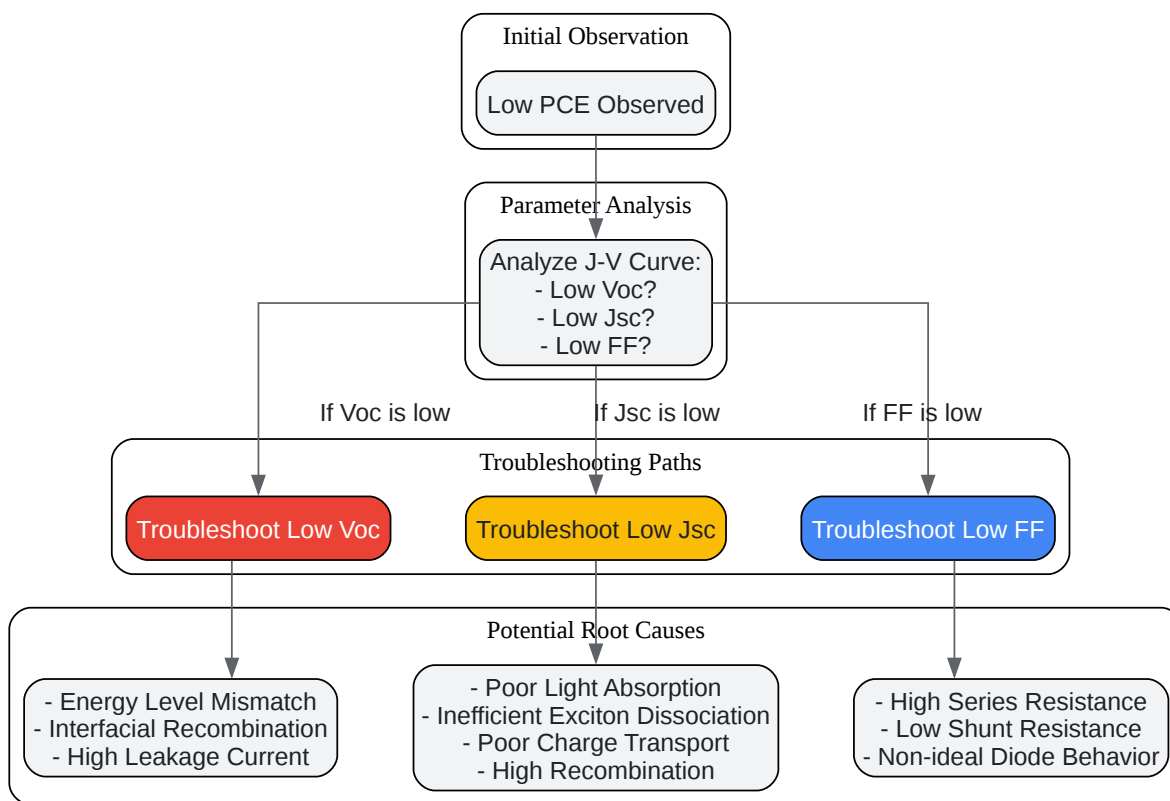 Initial Observation
Low PCE Observed
Parameter Analysis
Analyze J-V Curve:
- Low Voc?
- Low Jsc?
- Low FF?
If Voc is low
If Jsc is low
If FF is low
Troubleshooting Paths
Troubleshoot Low Voc
Troubleshoot Low Jsc
Troubleshoot Low FF
Potential Root Causes
- Energy Level Mismatch
- Interfacial Recombination
- High Leakage Current
- Poor Light Absorption
- Inefficient Exciton Dissociation
- Poor Charge Transport
- High Recombination
- High Series Resistance
- Low Shunt Resistance
- Non-ideal Diode Behavior